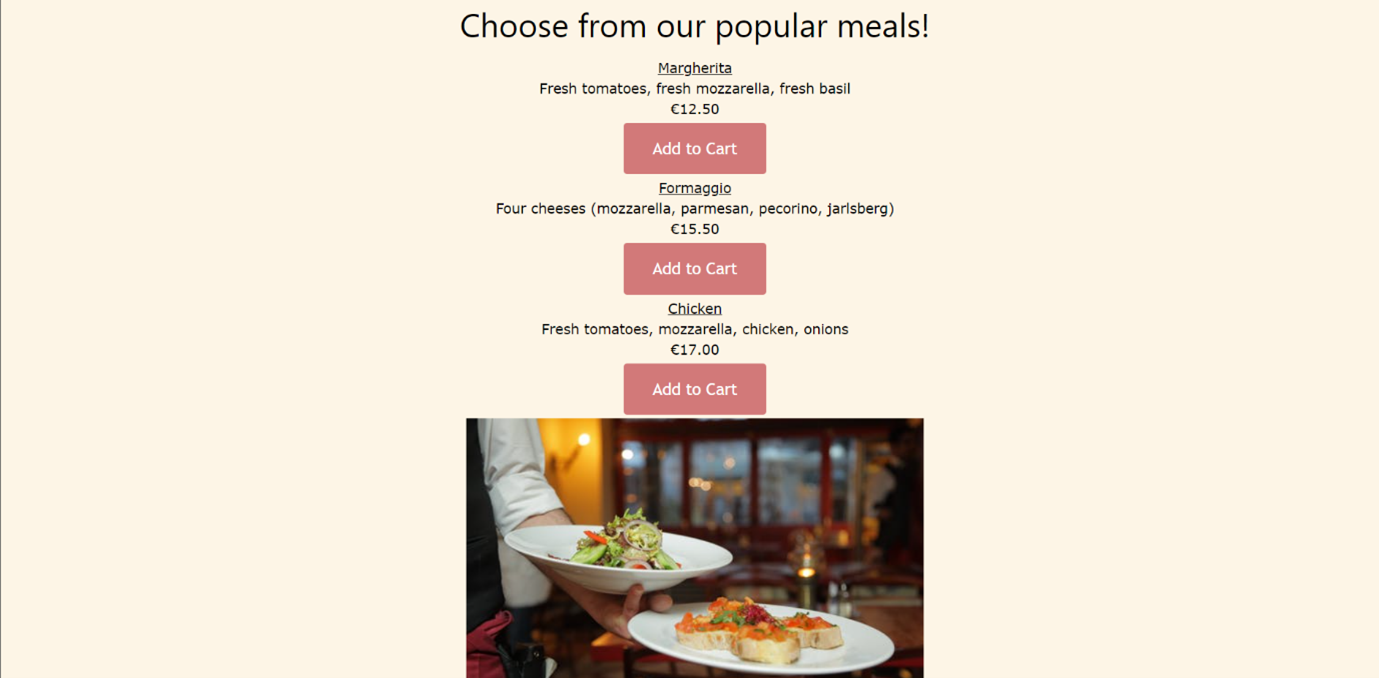 Choose from our popular meals!
Margherita
Fresh tomatoes, fresh mozzarella, fresh basil
€12.50
Add to Cart
Formaggio
Four cheeses (mozzarella, parmesan, pecorino, jarlsberg)
€15.50
Add to Cart
Chicken
Fresh tomatoes, mozzarella, chicken, onions
€17.00
Add to Cart